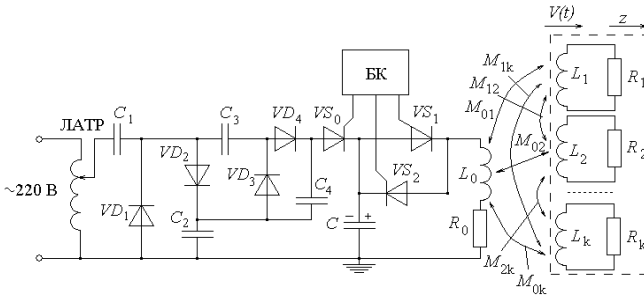 V(t)
z
БК
M1k
M12
M01
L1
R1
ЛАТР
C1
C3
VD4
VS0
VS1
M02
~220 В
VD2
VD3
VS2
L0
L2
R2
C4
VD1
C2
C
− +
R0
M2k
M0k
Lk
Rk